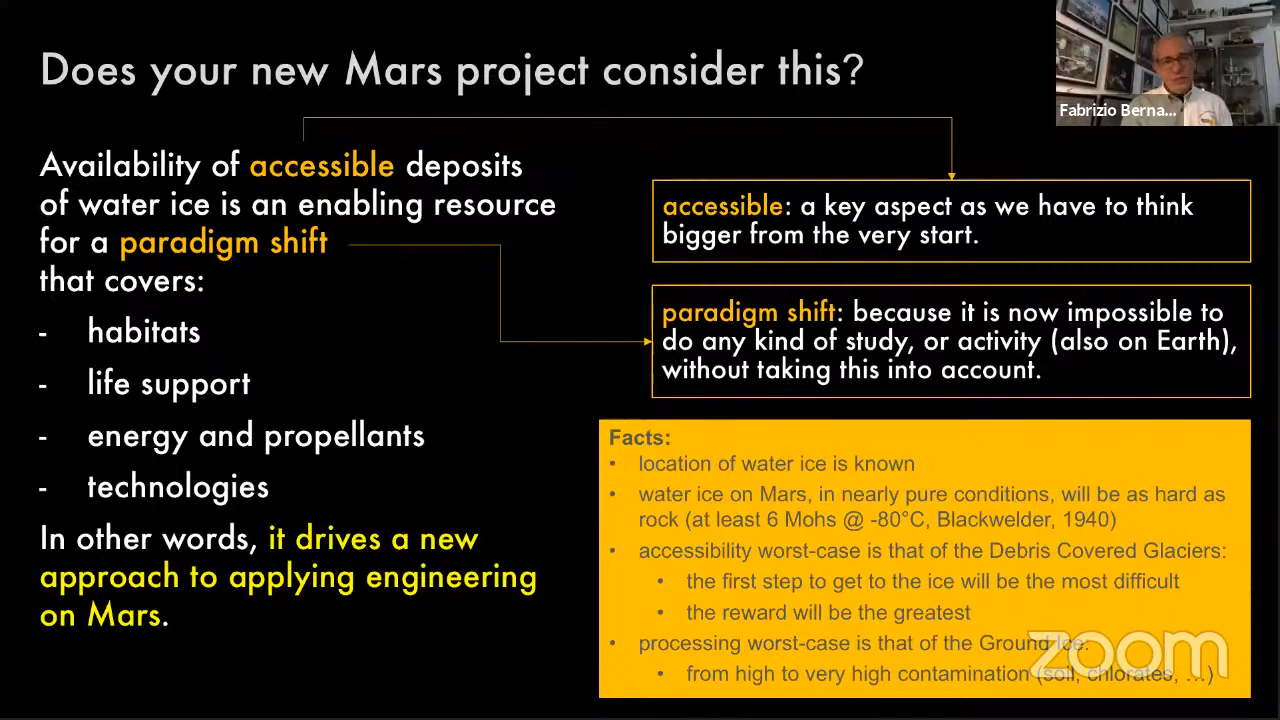 Does your new Mars project consider this?
Fabrizio Berna...
Availability of accessible deposits
of water ice is an enabling resource
for a paradigm shift
that covers:
- habitats
- life support
- energy and propellants
- technologies
In other words, it drives a new
approach to applying engineering
on Mars.
accessible: a key aspect as we have to think
bigger from the very start.
paradigm shift: because it is now impossible to
do any kind of study, or activity (also on Earth),
without taking this into account.
Facts:
• location of water ice is known
• water ice on Mars, in nearly pure conditions, will be as hard as
rock (at least 6 Mohs @ -80°C, Blackwelder, 1940)
• accessibility worst-case is that of the Debris Covered Glaciers:
• the first step to get to the ice will be the most difficult
• the reward will be the greatest
• processing worst-case is that of the Ground Ice:
• from high to very high contamination (soil, chlorates, …)
zoom